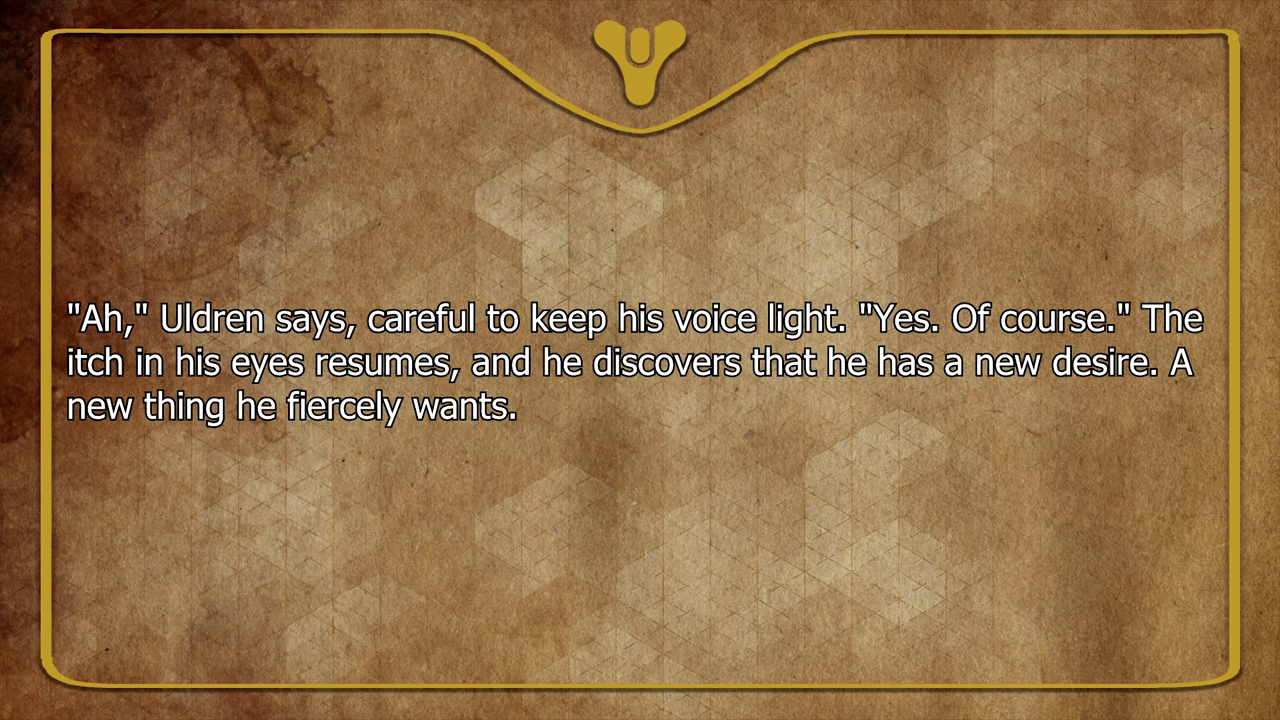 "Ah," Uldren says, careful to keep his voice light. "Yes. Of course." The
itch in his eyes resumes, and he discovers that he has a new desire. A
new thing he fiercely wants.